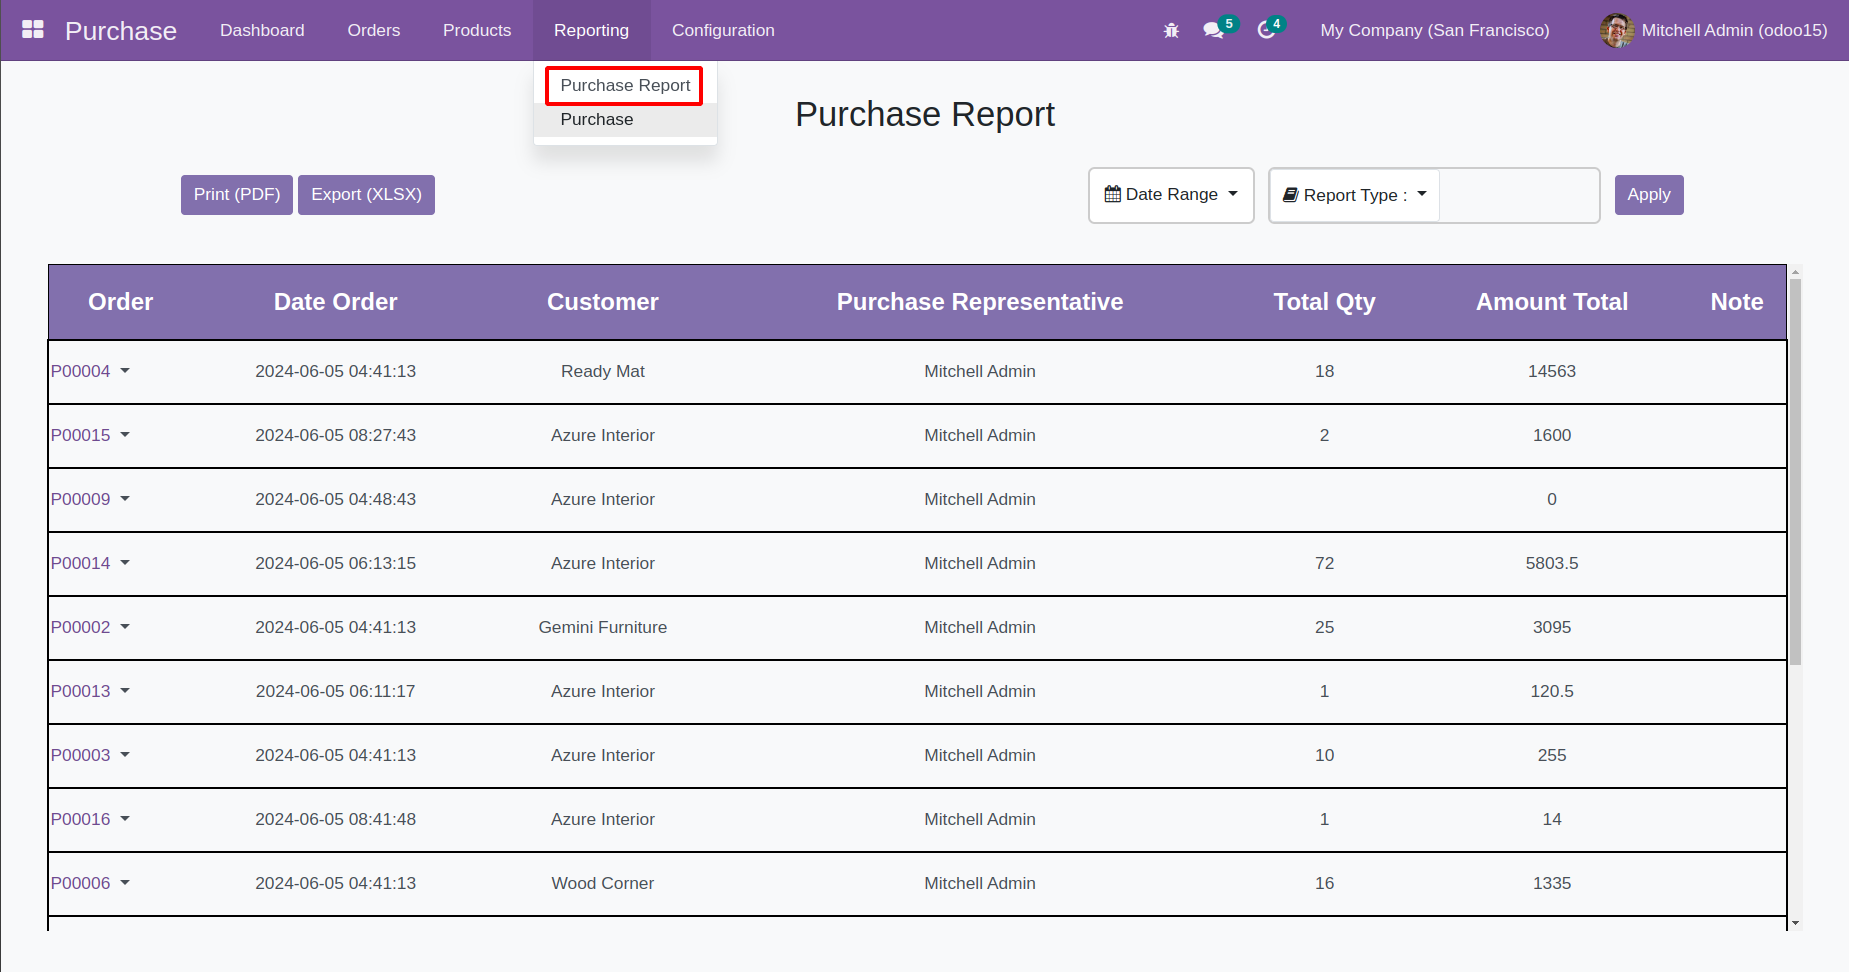 Purchase Dashboard Orders Products Reporting Configuration 5 4 My Company (San Francisco) Mitchell Admin (odoo15)
Purchase Report
Purchase
Purchase Report
Print (PDF) Export (XLSX) Date Range Report Type : Apply
Order Date Order Customer Purchase Representative Total Qty Amount Total Note
P00004 2024-06-05 04:41:13 Ready Mat Mitchell Admin 18 14563
P00015 2024-06-05 08:27:43 Azure Interior Mitchell Admin 2 1600
P00009 2024-06-05 04:48:43 Azure Interior Mitchell Admin 0
P00014 2024-06-05 06:13:15 Azure Interior Mitchell Admin 72 5803.5
P00002 2024-06-05 04:41:13 Gemini Furniture Mitchell Admin 25 3095
P00013 2024-06-05 06:11:17 Azure Interior Mitchell Admin 1 120.5
P00003 2024-06-05 04:41:13 Azure Interior Mitchell Admin 10 255
P00016 2024-06-05 08:41:48 Azure Interior Mitchell Admin 1 14
P00006 2024-06-05 04:41:13 Wood Corner Mitchell Admin 16 1335